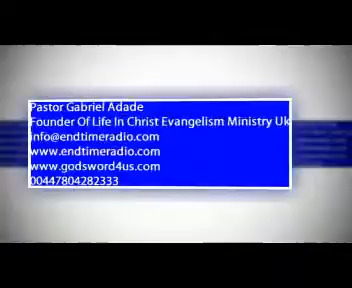 Pastor Gabriel Adade
Founder Of Life In Christ Evangelism Ministry Uk
info@endtimeradio.com
www.endtimeradio.com
www.godsword4us.com
00447804282333